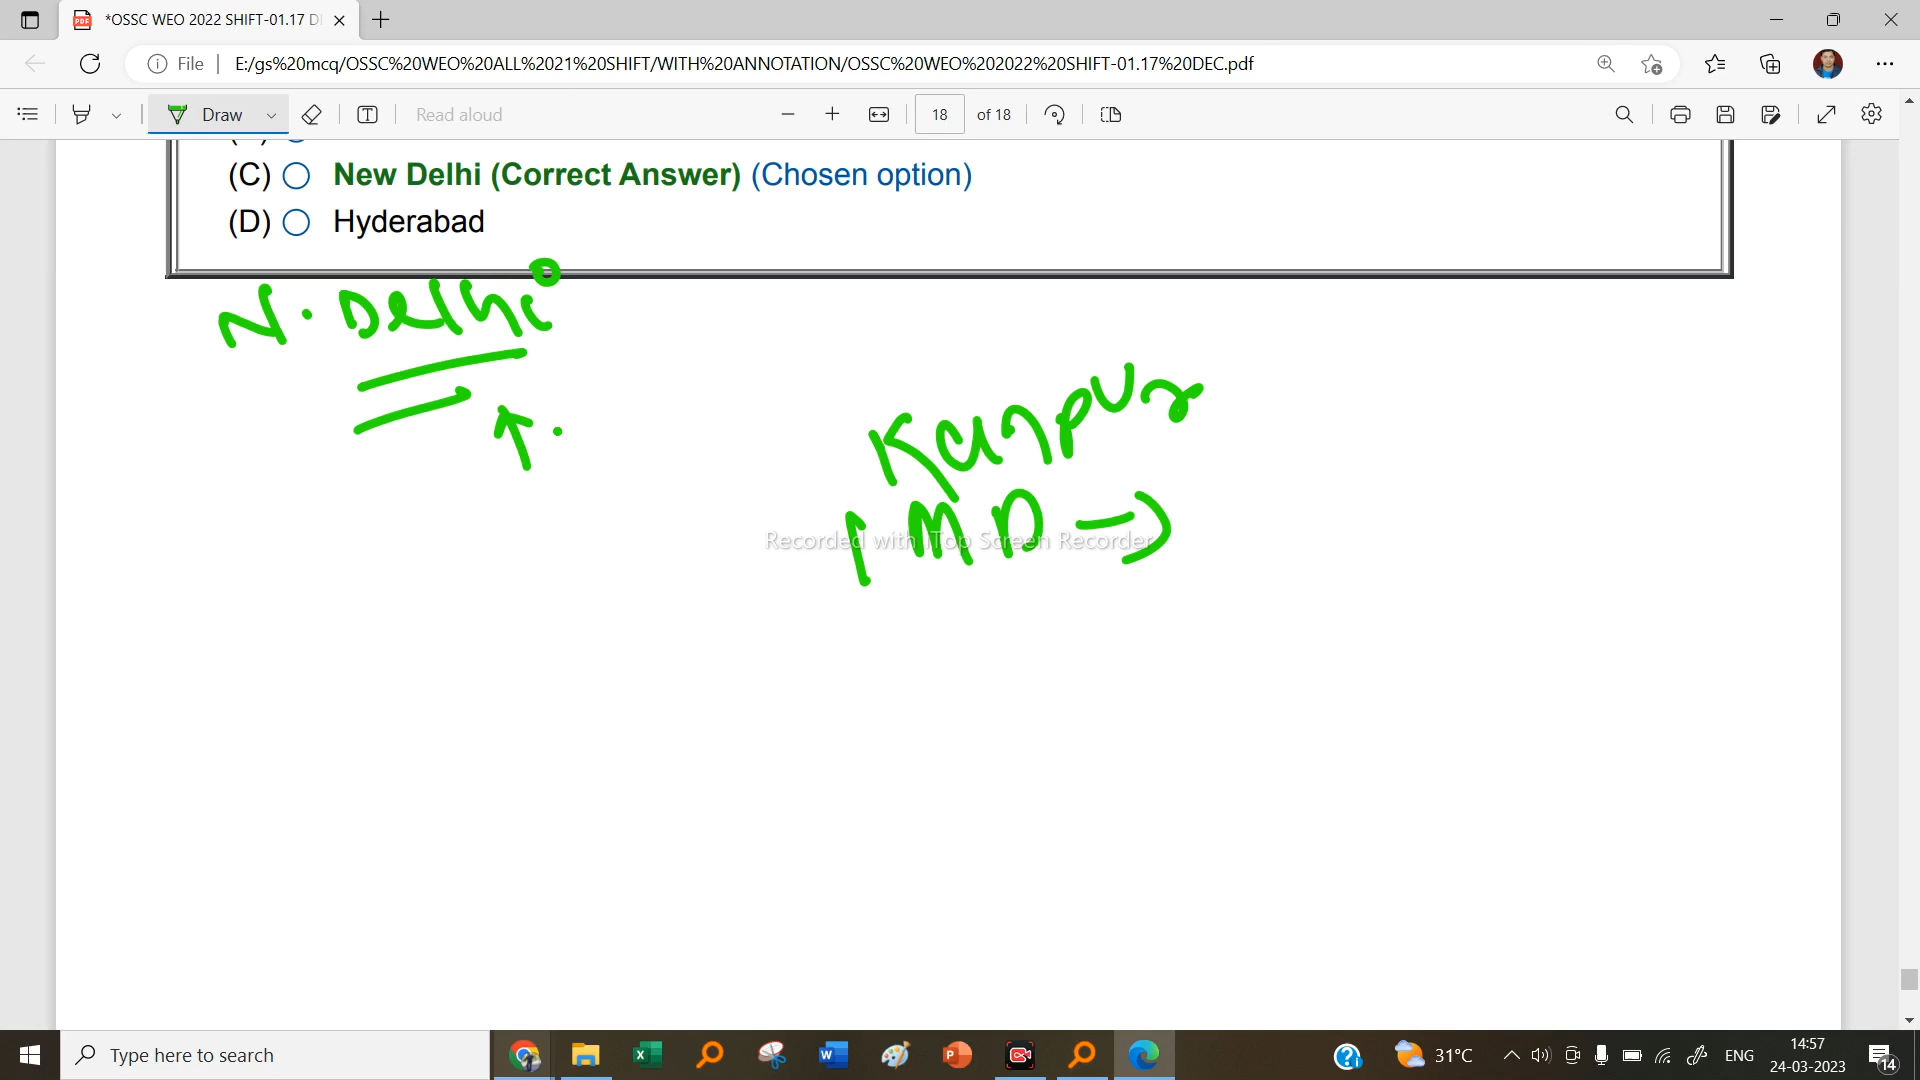 *OSSC WEO 2022 SHIFT-01.17 D
File
E:/gs%20mcq/OSSC%20WEO%20ALL%2021%20SHIFT/WITH%20ANNOTATION/OSSC%20WEO%202022%20SHIFT-01.17%20DEC.pdf
Draw
Read aloud
18 of 18
(C) New Delhi (Correct Answer) (Chosen option)
(D) Hyderabad
N. Delhi
Kanpur
IMD →
Recorded with iTop Screen Recorder
Type here to search
31°C
ENG
14:57
24-03-2023
14